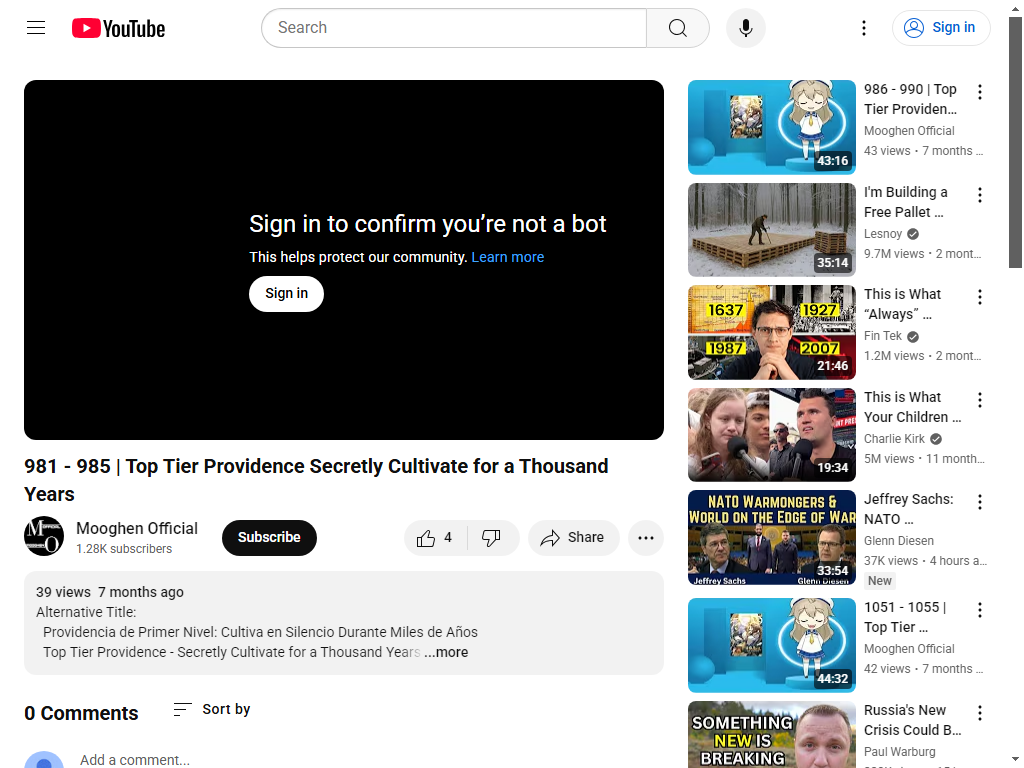 YouTube
Search
Sign in
Sign in to confirm you’re not a bot
This helps protect our community. Learn more
Sign in
981 - 985 | Top Tier Providence Secretly Cultivate for a Thousand
Years
Mooghen Official
1.28K subscribers
Subscribe
4
Share
39 views 7 months ago
Alternative Title:
Providencia de Primer Nivel: Cultiva en Silencio Durante Miles de Años
Top Tier Providence - Secretly Cultivate for a Thousand Years ...more
0 Comments
Sort by
Add a comment...
43:16
986 - 990 | Top
Tier Providen...
Mooghen Official
43 views • 7 months ...
35:14
I'm Building a
Free Pallet ...
Lesnoy
9.7M views • 2 mont...
1637
1927
1987
2007
21:46
This is What
“Always” ...
Fin Tek
1.2M views • 2 mont...
19:34
This is What
Your Children ...
Charlie Kirk
5M views • 11 month...
NATO WARMONGERS &
WORLD ON THE EDGE OF WAR
Jeffrey Sachs
Glenn Diesen
33:54
Jeffrey Sachs:
NATO ...
Glenn Diesen
37K views • 4 hours a...
New
44:32
1051 - 1055 |
Top Tier ...
Mooghen Official
42 views • 7 months ...
SOMETHING
NEW IS
BREAKING
Russia's New
Crisis Could B...
Paul Warburg